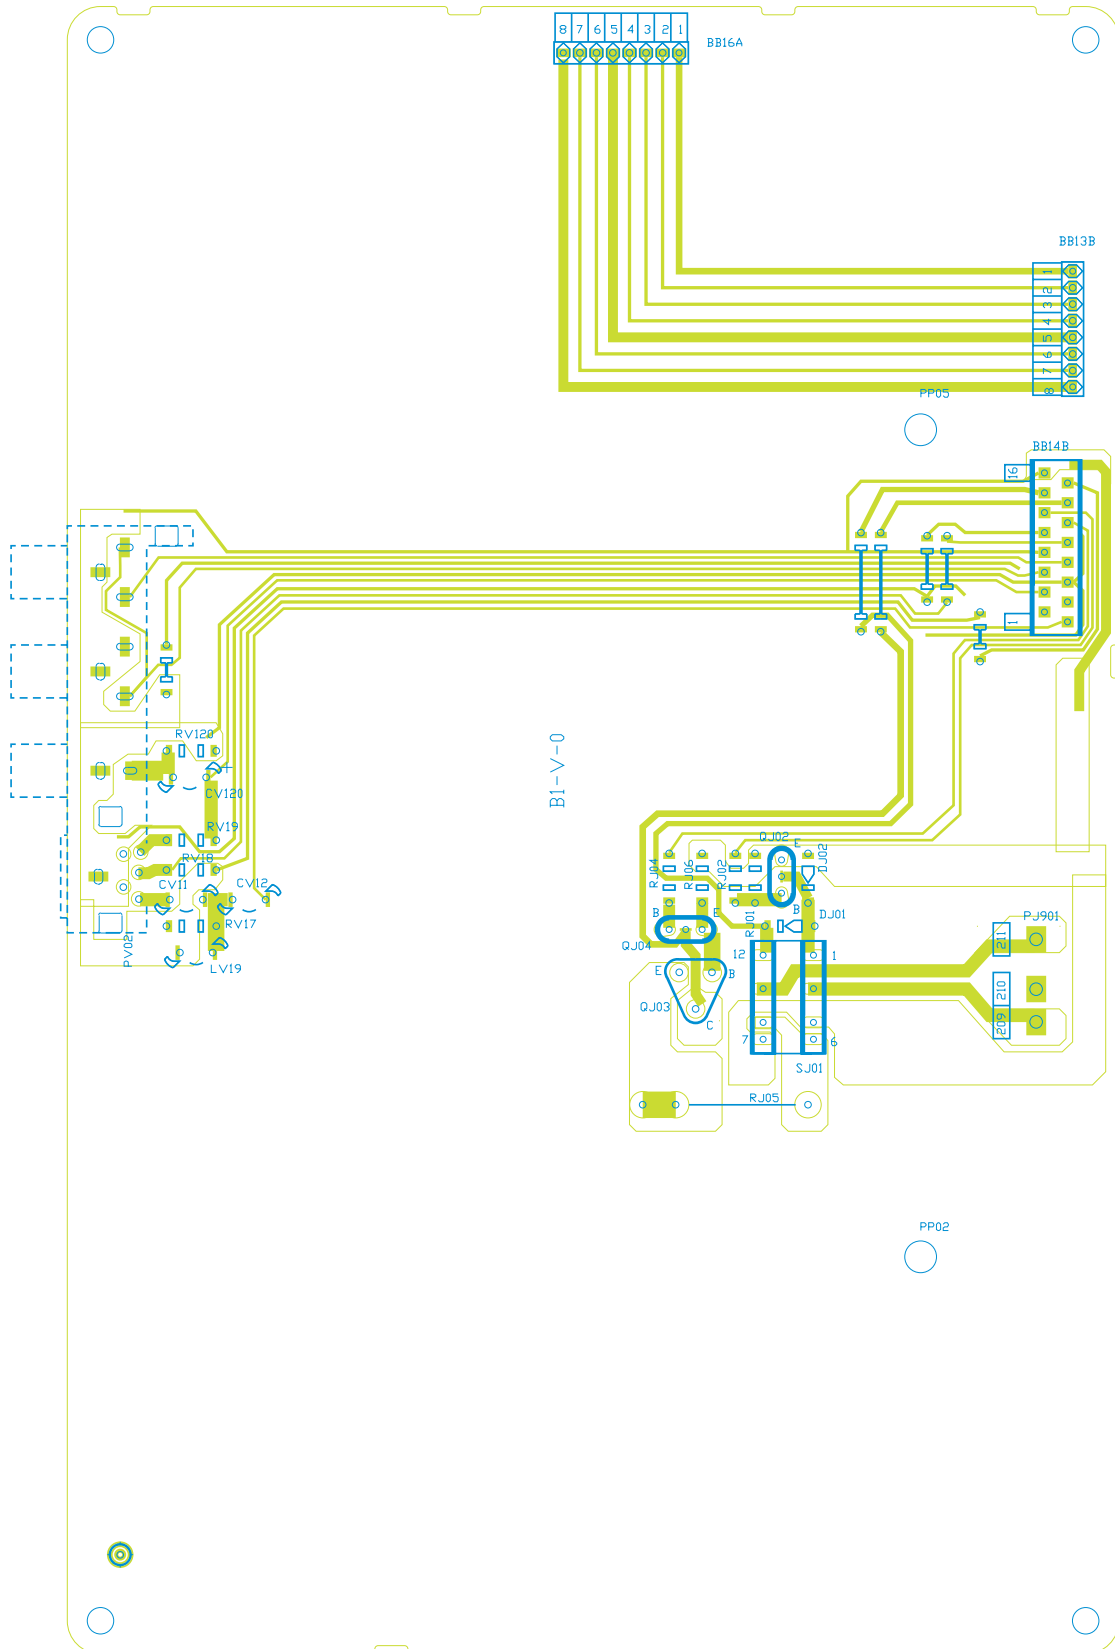 8 7 6 5 4 3 2 1
BB16A
BB13B
1
2
3
4
5
6
7
8
PP05
BB14B
16
1
RV120
+
CV120
B1-V-0
RV19
RV18
CV11
CV12
RV17
PV02
LV19
QJ02
E
DJ02
RJ04
RJ06
RJ02
B
E
B
DJ01
RJ01
QJ04
12
1
E
B
QJ03
C
7
6
SJ01
RJ05
PJ901
211
210
209
PP02